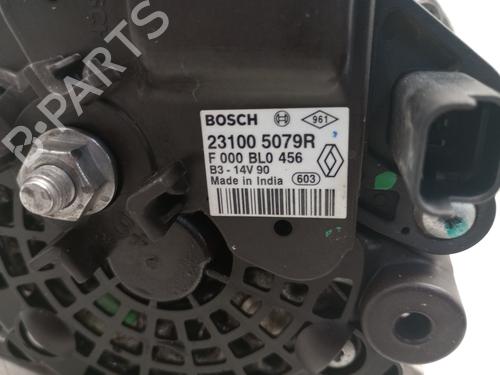 BOSCH 961
23100 5079R
F 000 BL0 456
B3 - 14V 90
Made in India 603
B-PARTS